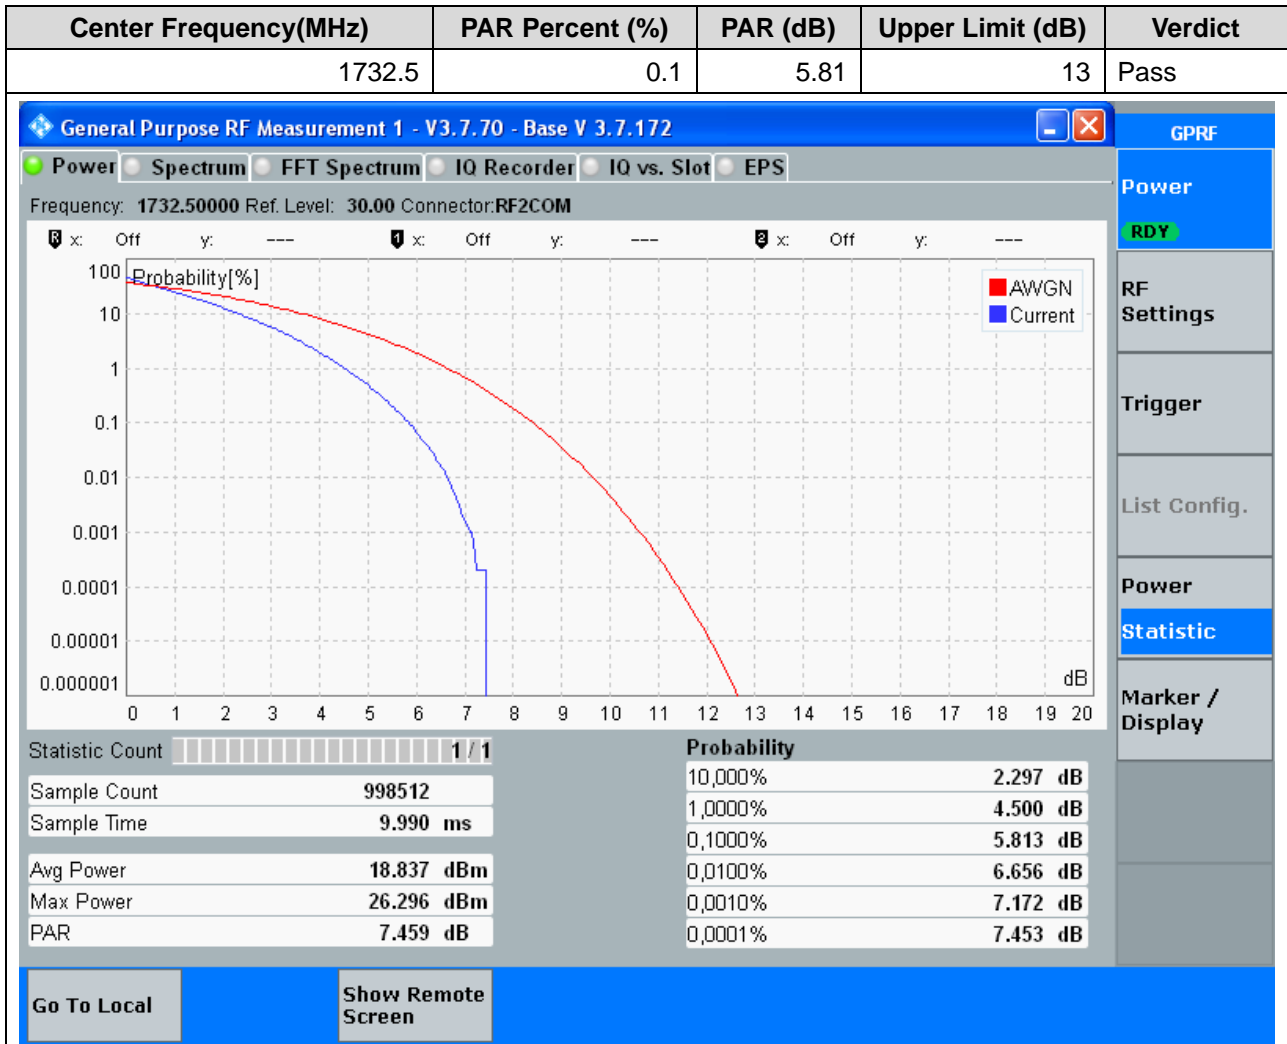 Center Frequency(MHz) PAR Percent (%) PAR (dB) Upper Limit (dB) Verdict
1732.5 0.1 5.81 13 Pass
General Purpose RF Measurement 1 - V3.7.70 - Base V 3.7.172
GPRF
Power Spectrum FFT Spectrum IQ Recorder IQ vs. Slot EPS
Power
RDY
Frequency: 1732.50000 Ref. Level: 30.00 Connector:RF2COM
R x: Off y: --- 1 x: Off y: --- 2 x: Off y: ---
Probability[%]
100
10
1
0.1
0.01
0.001
0.0001
0.00001
0.000001
AWGN
Current
dB
0 1 2 3 4 5 6 7 8 9 10 11 12 13 14 15 16 17 18 19 20
RF
Settings
Trigger
List Config.
Power
Statistic
Marker /
Display
Statistic Count 1 / 1
Sample Count 998512
Sample Time 9.990 ms
Avg Power 18.837 dBm
Max Power 26.296 dBm
PAR 7.459 dB
Probability
10,000% 2.297 dB
1,0000% 4.500 dB
0,1000% 5.813 dB
0,0100% 6.656 dB
0,0010% 7.172 dB
0,0001% 7.453 dB
Go To Local
Show Remote
Screen